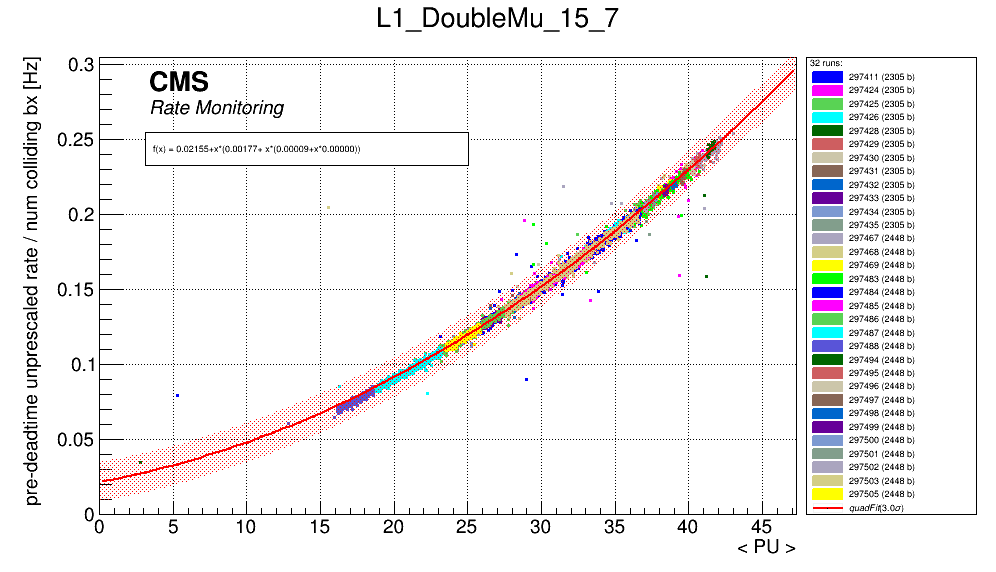 L1_DoubleMu_15_7
pre-deadtime unprescaled rate / num colliding bx [Hz]
CMS
Rate Monitoring
f(x) = 0.02155+x*(0.00177+ x*(0.00009+x*0.00000))
0.3
0.25
0.2
0.15
0.1
0.05
0
0 5 10 15 20 25 30 35 40 45
< PU >
32 runs:
297411 (2305 b)
297424 (2305 b)
297425 (2305 b)
297426 (2305 b)
297428 (2305 b)
297429 (2305 b)
297430 (2305 b)
297431 (2305 b)
297432 (2305 b)
297433 (2305 b)
297434 (2305 b)
297435 (2305 b)
297467 (2448 b)
297468 (2448 b)
297469 (2448 b)
297483 (2448 b)
297484 (2448 b)
297485 (2448 b)
297486 (2448 b)
297487 (2448 b)
297488 (2448 b)
297494 (2448 b)
297495 (2448 b)
297496 (2448 b)
297497 (2448 b)
297498 (2448 b)
297499 (2448 b)
297500 (2448 b)
297501 (2448 b)
297502 (2448 b)
297503 (2448 b)
297505 (2448 b)
quadFit(3.0σ)